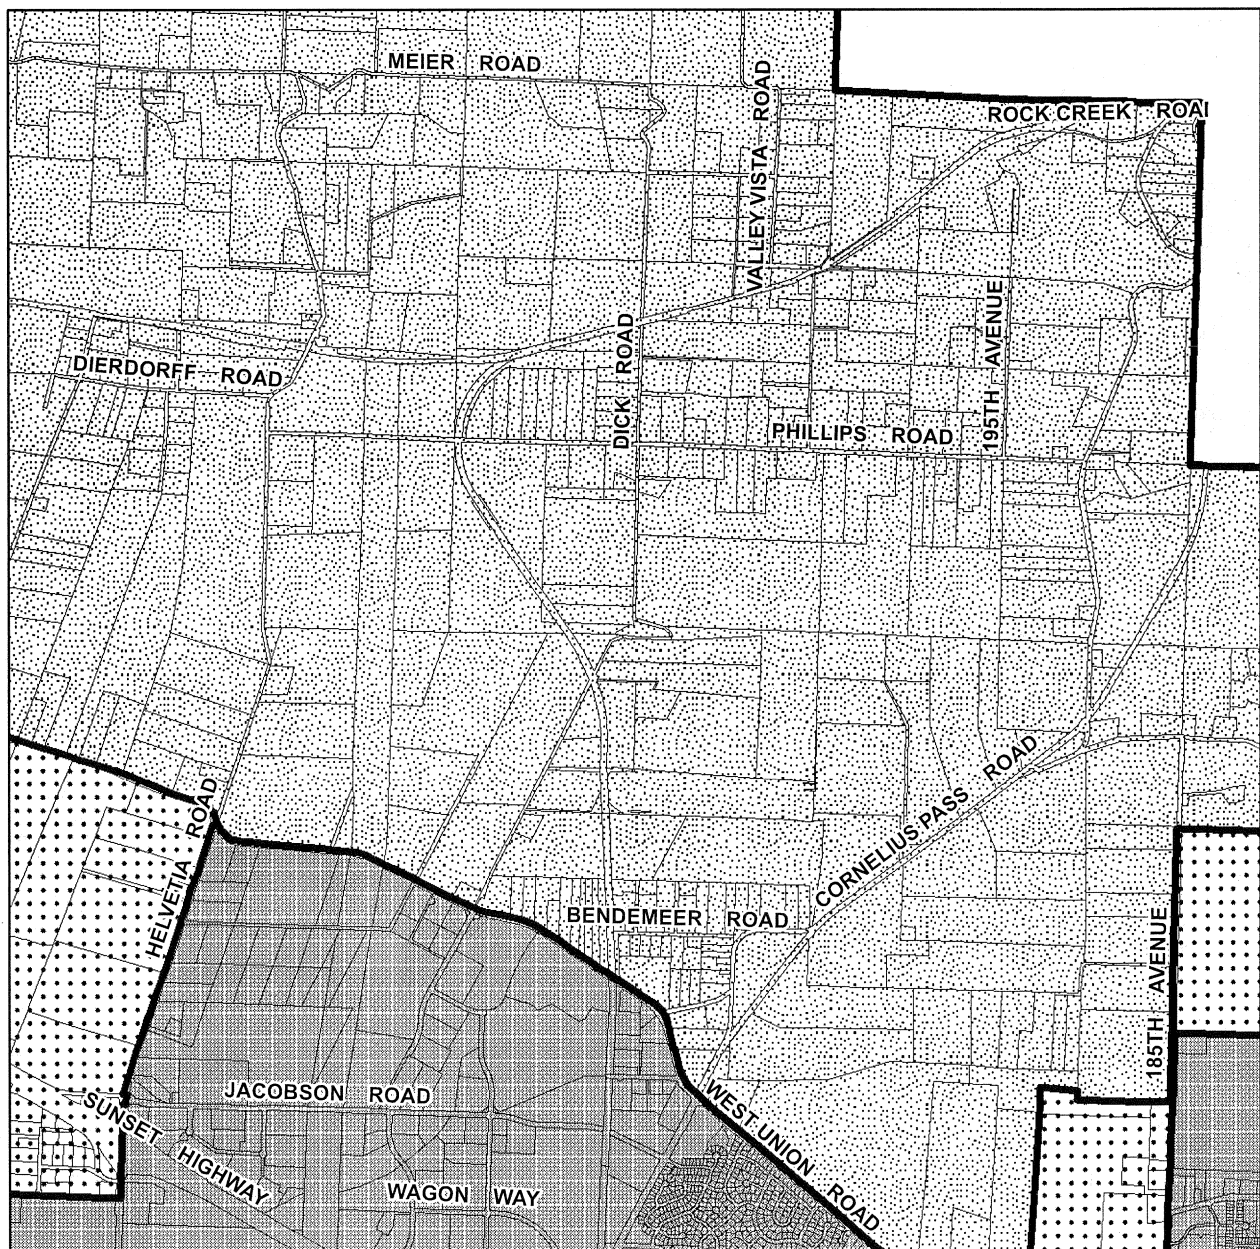 MEIER ROAD
VALLEY VISTA ROAD
ROCK CREEK ROA
DIERDORFF ROAD
DICK ROAD
195TH AVENUE
PHILLIPS ROAD
HELVETIA ROAD
CORNELIUS PASS ROAD
BENDEMEER ROAD
185TH AVENUE
JACOBSON ROAD
SUNSET HIGHWAY
WEST UNION ROAD
WAGON WAY